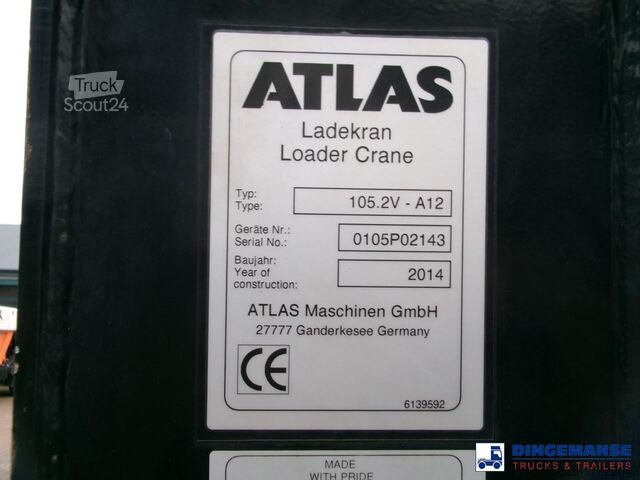 Truck
Scout24
ATLAS
Ladekran
Loader Crane
Typ:
Type:
105.2V - A12
Geräte Nr.:
Serial No.:
0105P02143
Baujahr:
Year of
construction:
2014
ATLAS Maschinen GmbH
27777 Ganderkesee Germany
CE
6139592
MADE
WITH PRIDE
DINGEMANSE
TRUCKS & TRAILERS